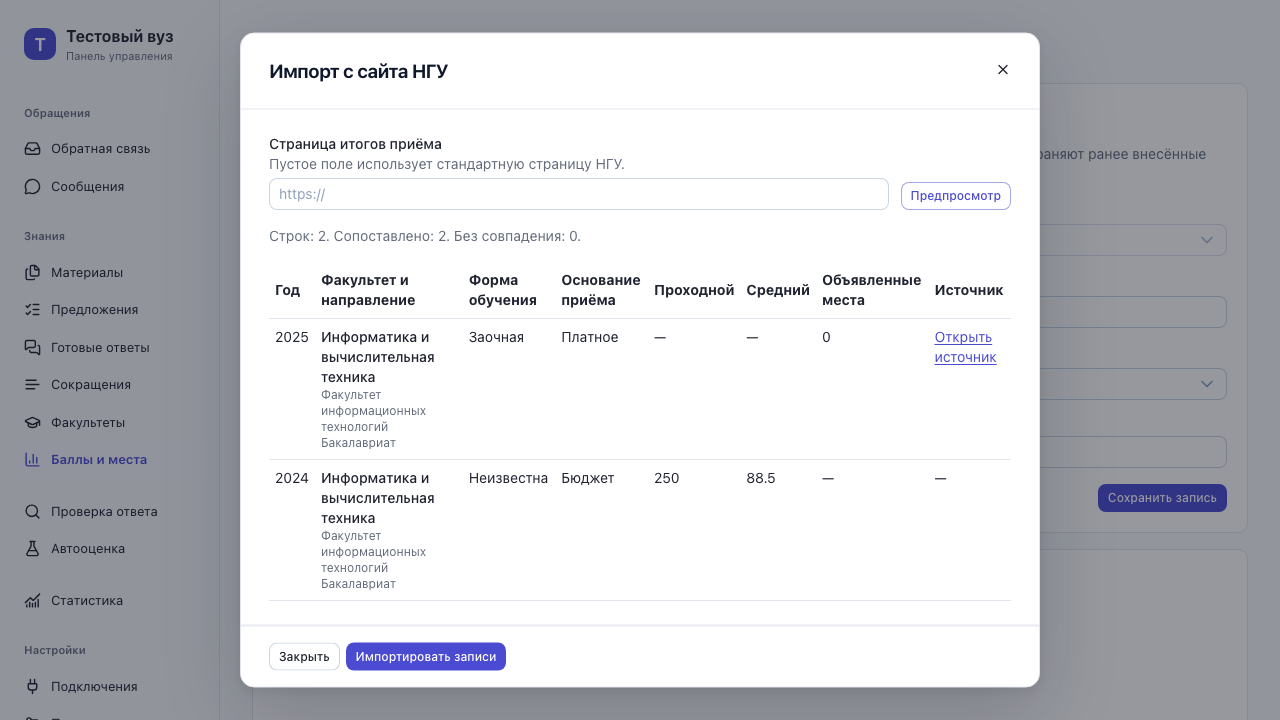 Т
Тестовый вуз
Панель управления
Обращения
Обратная связь
Сообщения
Знания
Материалы
Предложения
Готовые ответы
Сокращения
Факультеты
Баллы и места
Проверка ответа
Автооценка
Статистика
Настройки
Подключения
Импорт с сайта НГУ
Страница итогов приёма
Пустое поле использует стандартную страницу НГУ.
https://
Предпросмотр
Строк: 2. Сопоставлено: 2. Без совпадения: 0.
Год
Факультет и
направление
Форма
обучения
Основание
приёма
Проходной
Средний
Объявленные
места
Источник
2025
Информатика и
вычислительная
техника
Факультет
информационных
технологий
Бакалавриат
Заочная
Платное
—
—
0
Открыть
источник
2024
Информатика и
вычислительная
техника
Факультет
информационных
технологий
Бакалавриат
Неизвестна
Бюджет
250
88.5
—
—
Закрыть
Импортировать записи
ранее внесённые
Сохранить запись